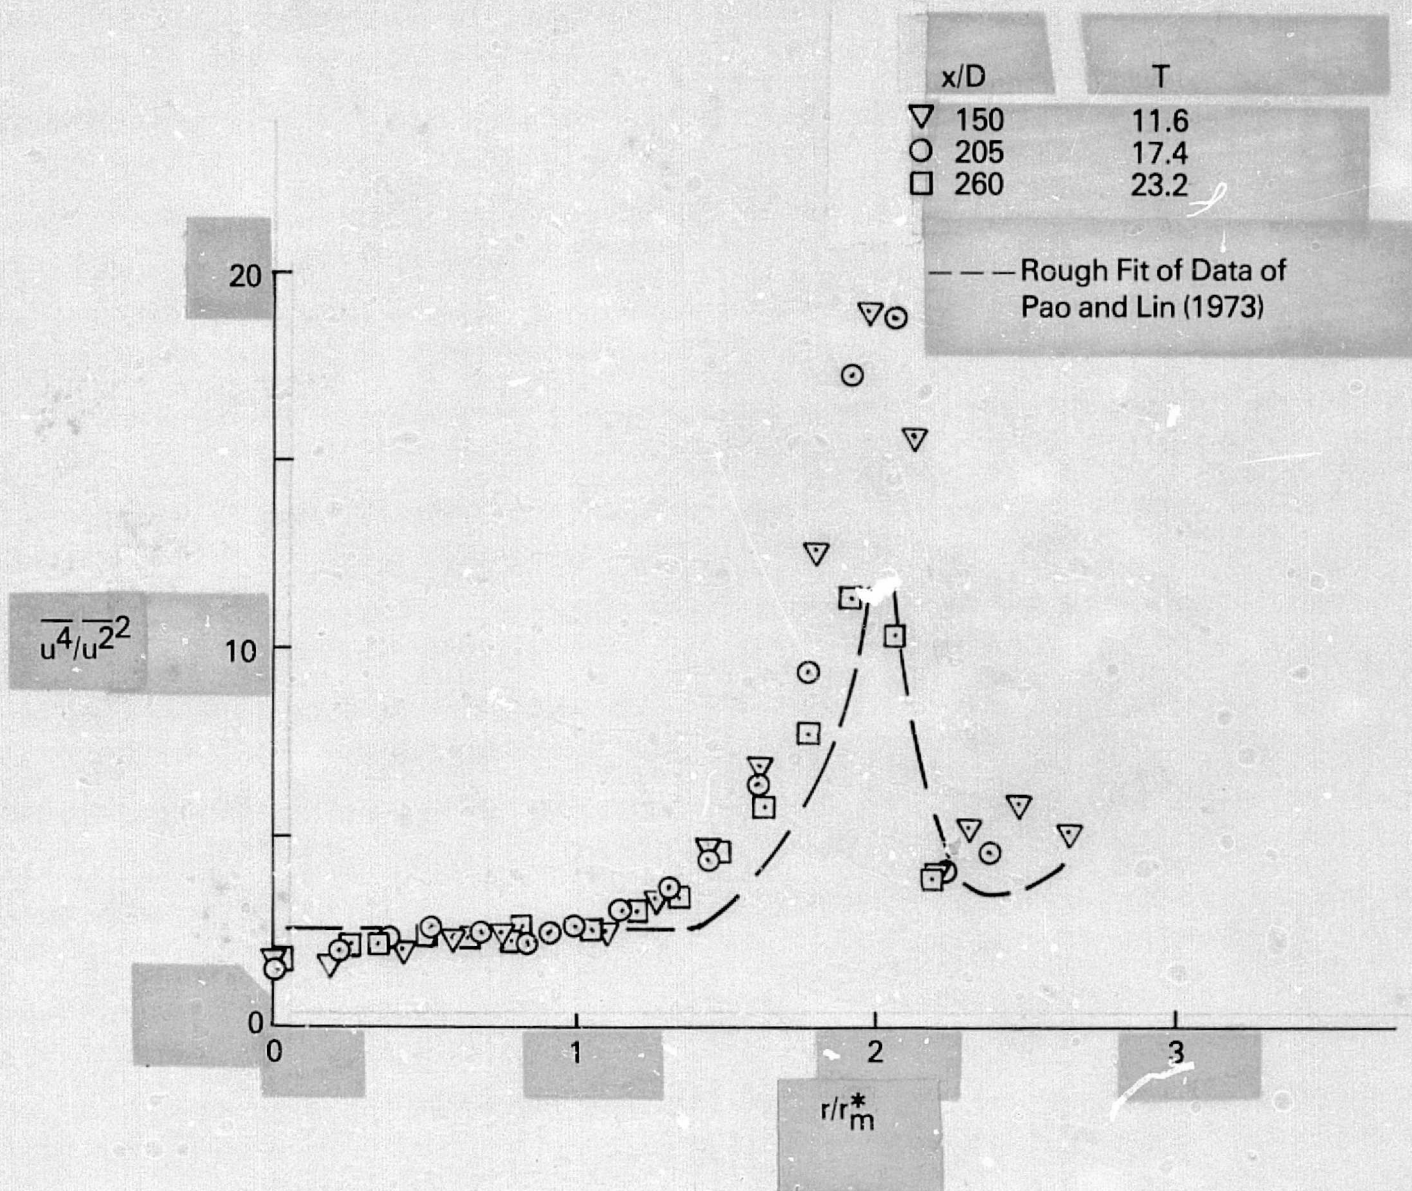 x/D T
▽ 150 11.6
○ 205 17.4
□ 260 23.2
— — — Rough Fit of Data of
Pao and Lin (1973)
20
10
0
u⁴/u²²
0 1 2 3
r/r*m